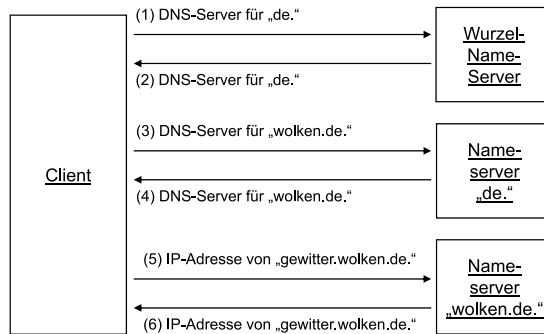 (1) DNS-Server für „de.“
Wurzel-
Name-
Server
(2) DNS-Server für „de.“
(3) DNS-Server für „wolken.de.“
Client
Name-
server
„de.“
(4) DNS-Server für „wolken.de.“
(5) IP-Adresse von „gewitter.wolken.de.“
Name-
server
„wolken.de.“
(6) IP-Adresse von „gewitter.wolken.de.“